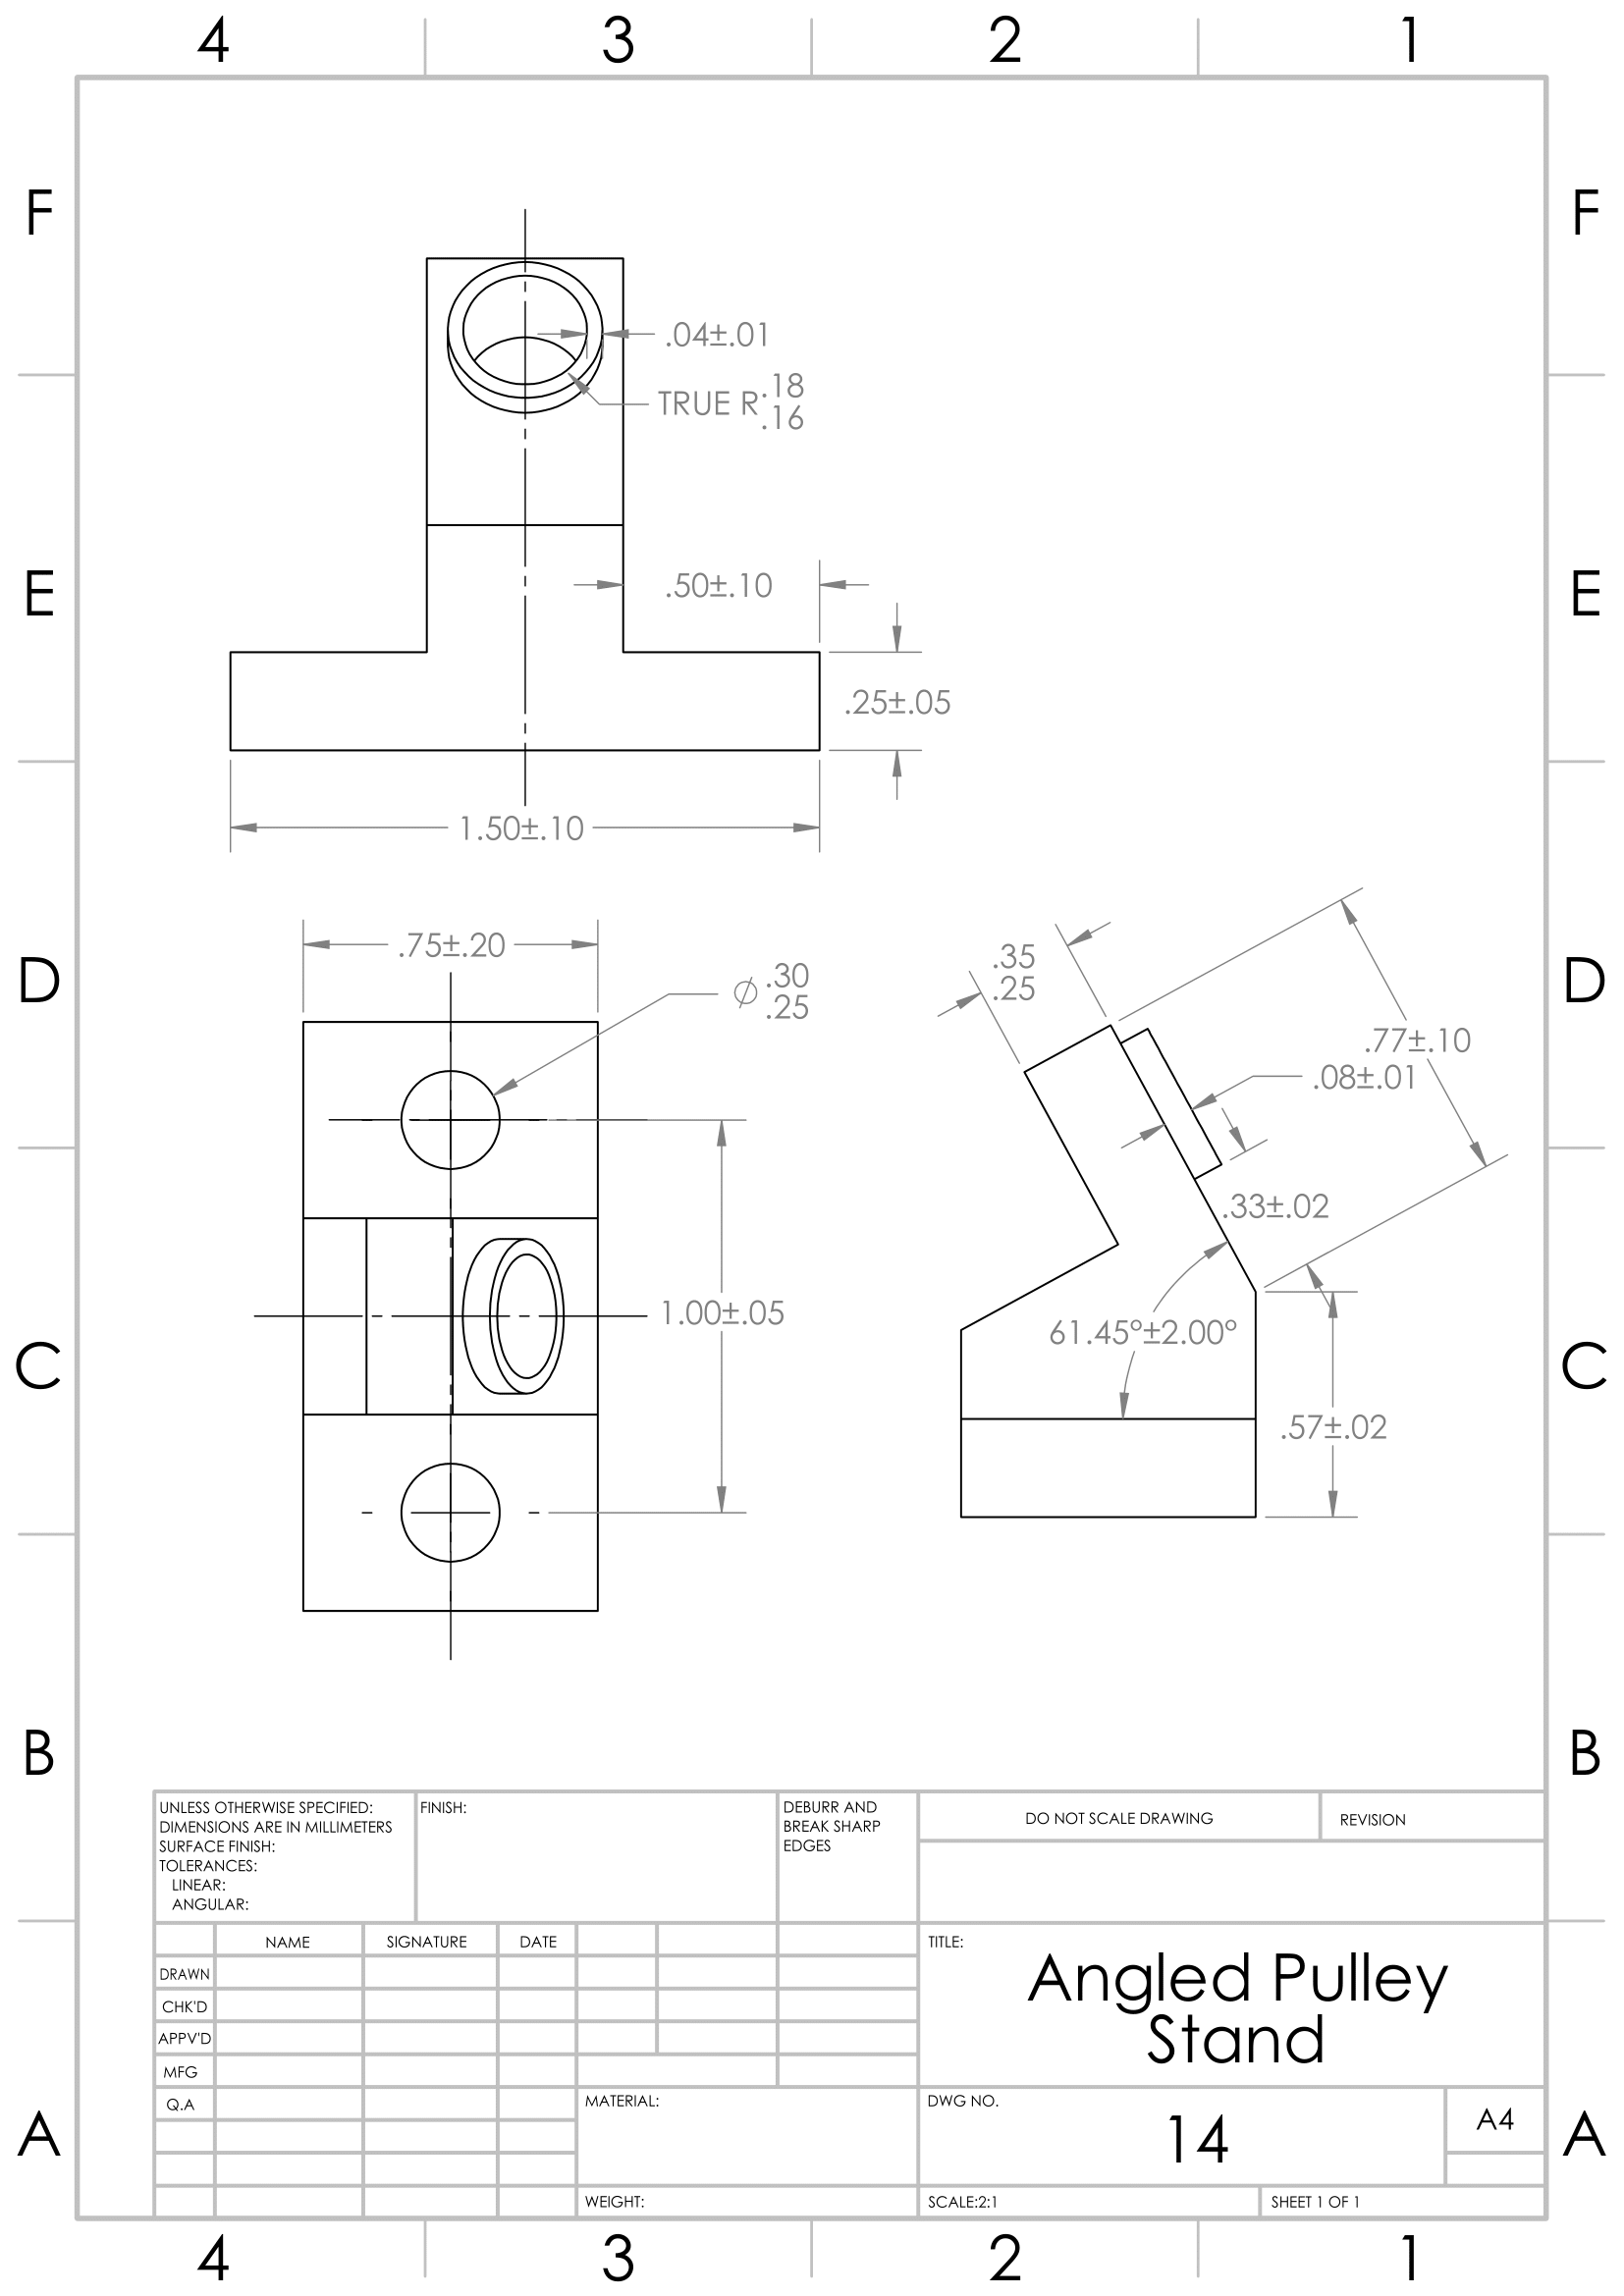 4 3 2 1
F F
.04±.01
TRUE R .18
.16
E E
.50±.10
.25±.05
1.50±.10
.75±.20
D D
.35
.25
⌀ .30
.25
.77±.10
.08±.01
.33±.02
1.00±.05
61.45°±2.00°
C C
.57±.02
B B
UNLESS OTHERWISE SPECIFIED:
DIMENSIONS ARE IN MILLIMETERS
SURFACE FINISH:
TOLERANCES:
LINEAR:
ANGULAR:
FINISH:
DEBURR AND
BREAK SHARP
EDGES
DO NOT SCALE DRAWING
REVISION
NAME SIGNATURE DATE
DRAWN
CHK'D
APPV'D
MFG
Q.A
TITLE:
Angled Pulley
Stand
MATERIAL:
DWG NO.
14
A4
A A
WEIGHT:
SCALE:2:1
SHEET 1 OF 1
4 3 2 1